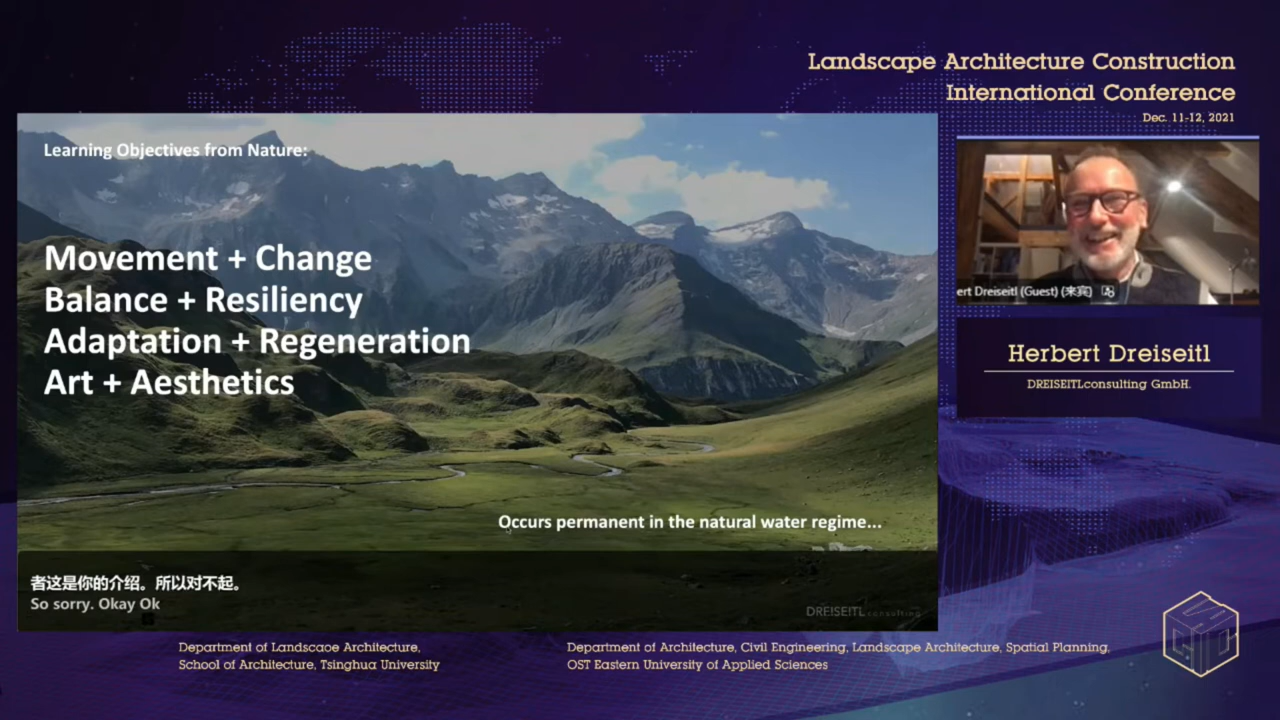 Landscape Architecture Construction
International Conference
Dec. 11-12, 2021
Learning Objectives from Nature:
Movement + Change
Balance + Resiliency
Adaptation + Regeneration
Art + Aesthetics
Occurs permanent in the natural water regime...
者这是你的介绍。所以对不起。
So sorry. Okay Ok
DREISEITL consulting
ert Dreiseitl (Guest) (来宾)
Herbert Dreiseitl
DREISEITLconsulting GmbH.
Department of Landscape Architecture,
School of Architecture, Tsinghua University
Department of Architecture, Civil Engineering, Landscape Architecture, Spatial Planning,
OST Eastern University of Applied Sciences